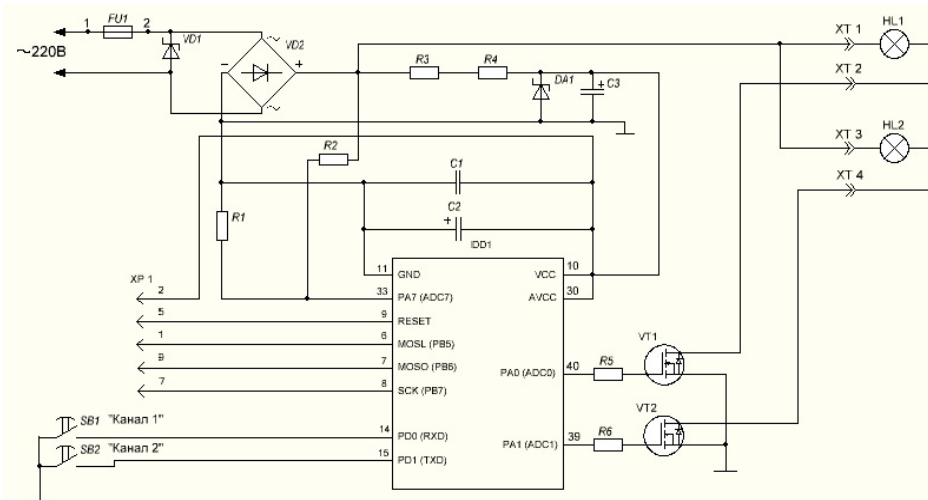 1 FU1 2
~220В
VD1
VD2
~
-
+
~
R3 R4
DA1
+ C3
XT 1 HL1
XT 2
XT 3 HL2
XT 4
R2
R1
C1
C2
+
IDD1
XP 1
2
5
1
9
7
11 GND
33 PA7 (ADC7)
9 RESET
6 MOSL (PB5)
7 MOSO (PB6)
8 SCK (PB7)
14 PD0 (RXD)
15 PD1 (TXD)
VCC 10
AVCC 30
PA0 (ADC0) 40
PA1 (ADC1) 39
R5
R6
VT1
VT2
SB1 "Канал 1"
SB2 "Канал 2"